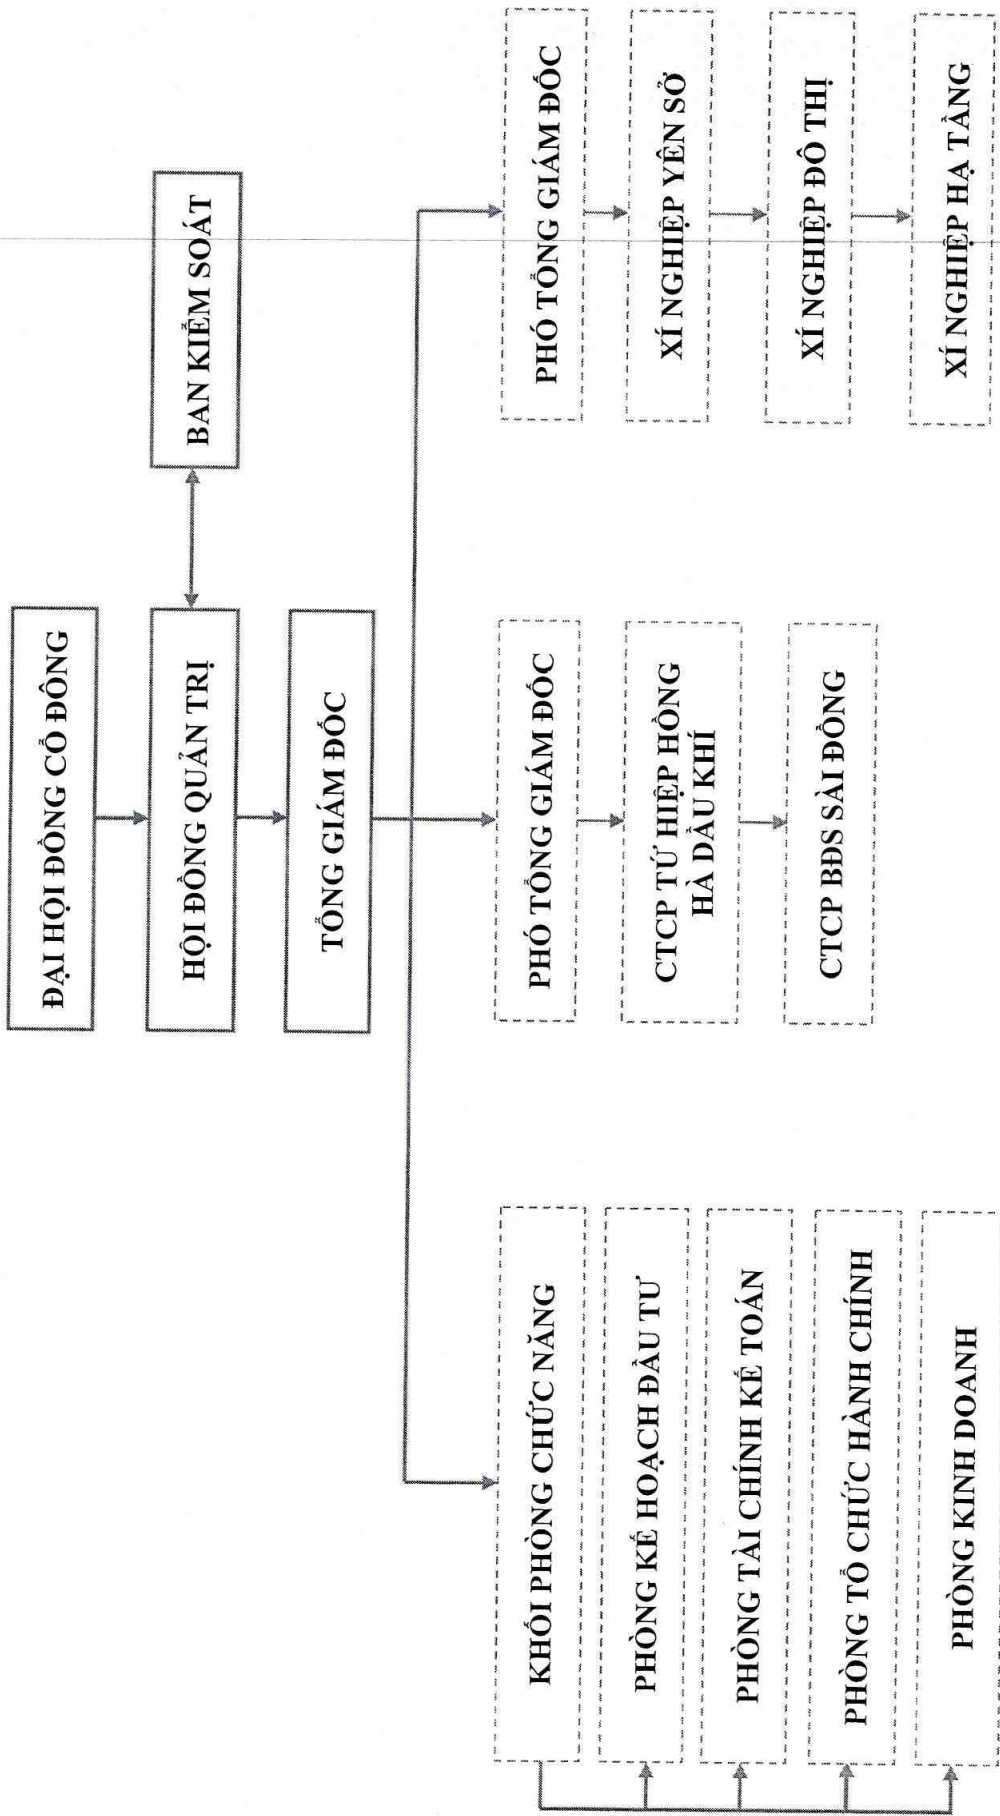 ĐẠI HỘI ĐỒNG CỔ ĐÔNG
HỘI ĐỒNG QUẢN TRỊ
BAN KIỂM SOÁT
TỔNG GIÁM ĐỐC
KHỐI PHÒNG CHỨC NĂNG
PHÒNG KẾ HOẠCH ĐẦU TƯ
PHÒNG TÀI CHÍNH KẾ TOÁN
PHÒNG TỔ CHỨC HÀNH CHÍNH
PHÒNG KINH DOANH
PHÓ TỔNG GIÁM ĐỐC
CTCP TỨ HIỆP HỒNG
HÀ DẦU KHÍ
CTCP BĐS SÀI ĐỒNG
PHÓ TỔNG GIÁM ĐỐC
XÍ NGHIỆP YÊN SỞ
XÍ NGHIỆP ĐÔ THỊ
XÍ NGHIỆP HẠ TẦNG